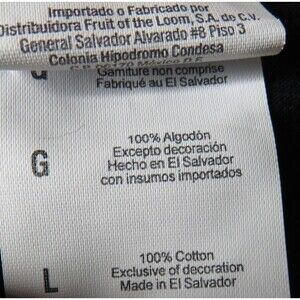 Importado o Fabricado por
Distribuidora Fruit of the Loom, S.A. de c.v.
General Salvador Alvarado #8 Piso 3
Colonia Hipodromo Condesa
C.P. 06170 México D.F.
G
Garniture non comprise
Fabriqué au El Salvador
G
100% Algodón
Excepto decoración
Hecho en El Salvador
con insumos importados
L
100% Cotton
Exclusive of decoration
Made in El Salvador